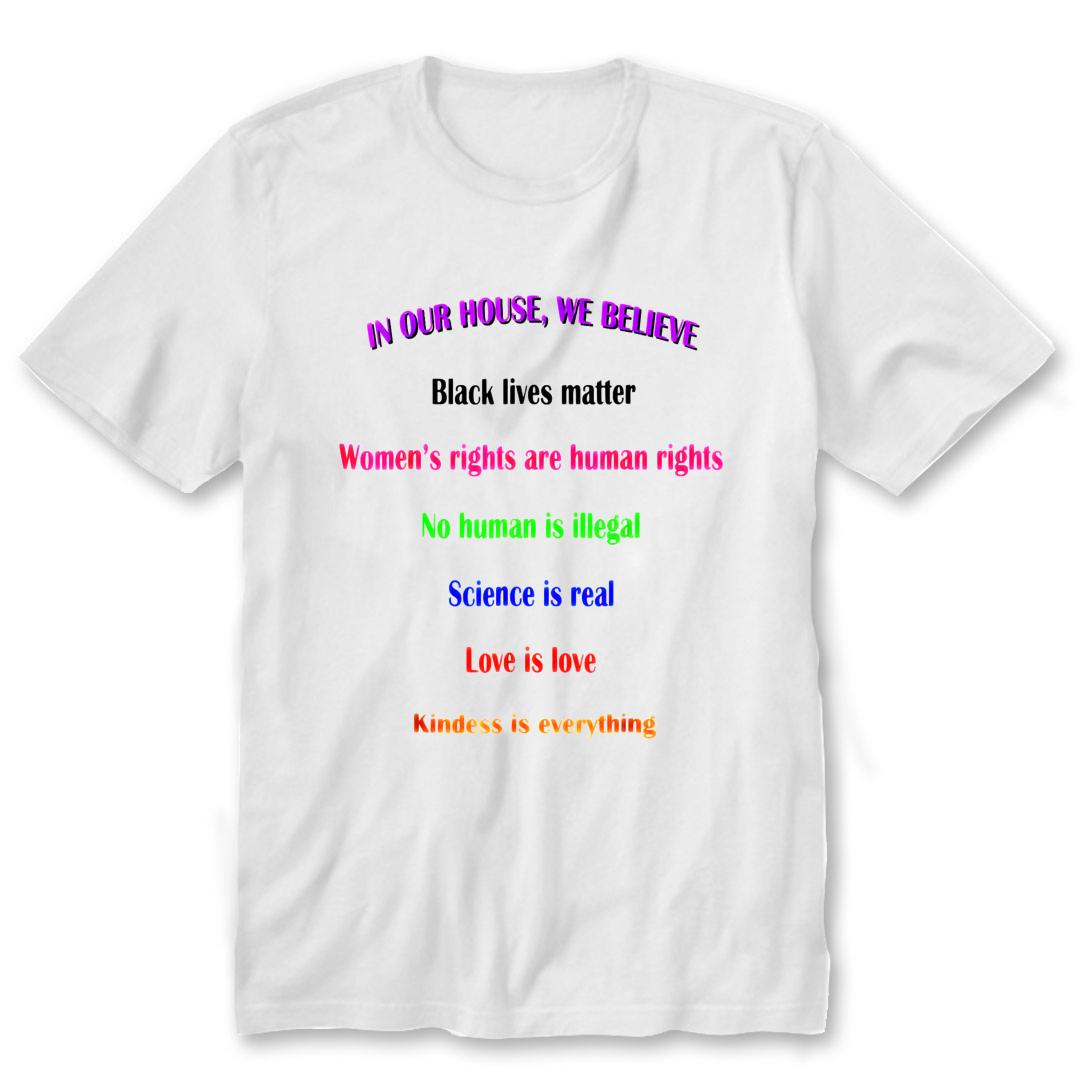 IN OUR HOUSE, WE BELIEVE
Black lives matter
Women's rights are human rights
No human is illegal
Science is real
Love is love
Kindess is everything